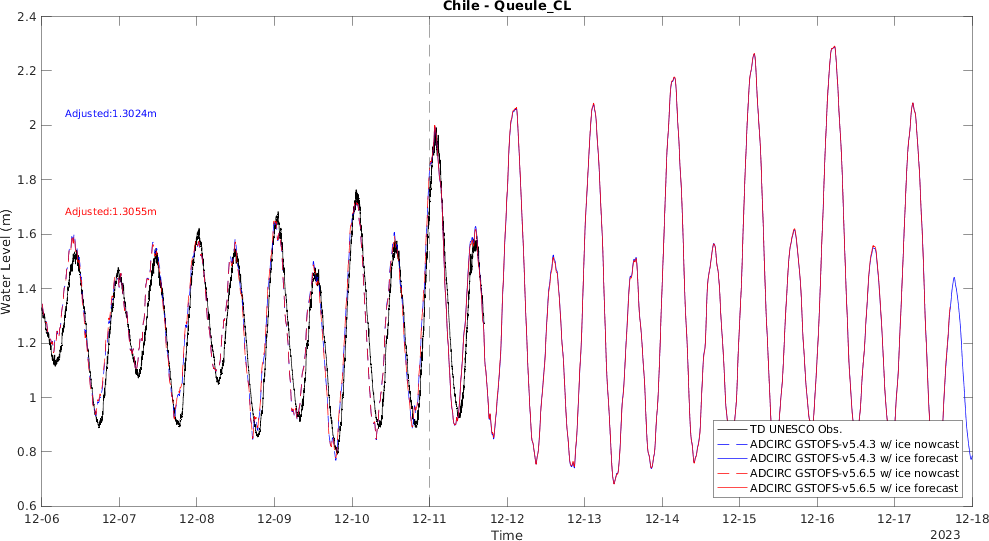 Chile - Queule_CL
2.4
2.2
2
1.8
1.6
1.4
1.2
1
0.8
0.6
Water Level (m)
Adjusted:1.3024m
Adjusted:1.3055m
TD UNESCO Obs.
ADCIRC GSTOFS-v5.4.3 w/ ice nowcast
ADCIRC GSTOFS-v5.4.3 w/ ice forecast
ADCIRC GSTOFS-v5.6.5 w/ ice nowcast
ADCIRC GSTOFS-v5.6.5 w/ ice forecast
12-06 12-07 12-08 12-09 12-10 12-11 12-12 12-13 12-14 12-15 12-16 12-17 12-18
Time
2023